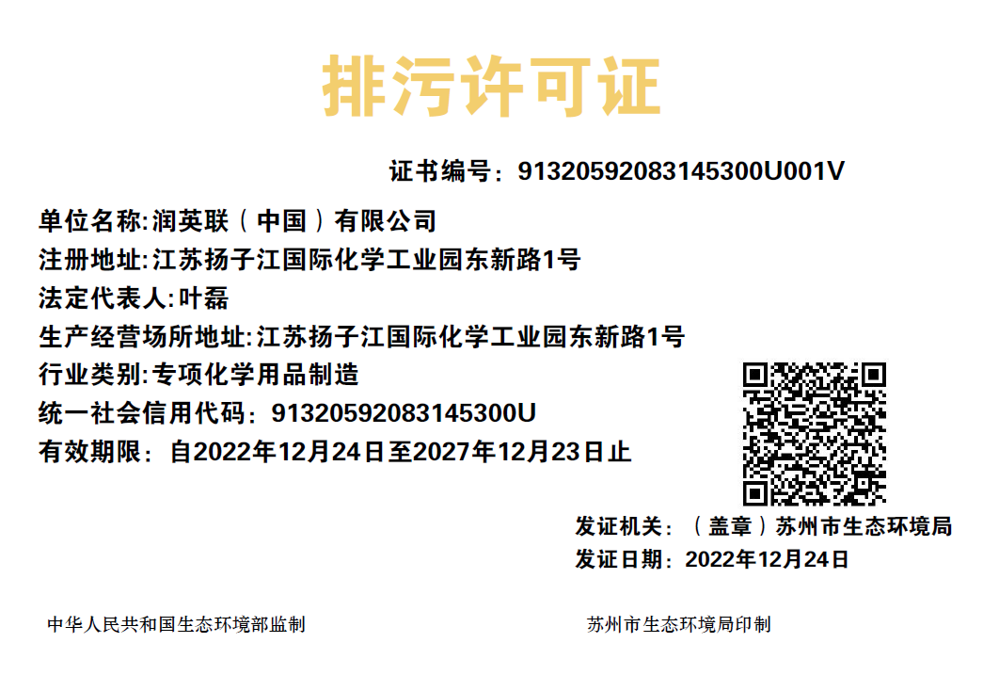 排污许可证
证书编号：91320592083145300U001V
单位名称:润英联（中国）有限公司
注册地址:江苏扬子江国际化学工业园东新路1号
法定代表人:叶磊
生产经营场所地址:江苏扬子江国际化学工业园东新路1号
行业类别:专项化学用品制造
统一社会信用代码：91320592083145300U
有效期限：自2022年12月24日至2027年12月23日止
发证机关：（盖章）苏州市生态环境局
发证日期：2022年12月24日
中华人民共和国生态环境部监制
苏州市生态环境局印制